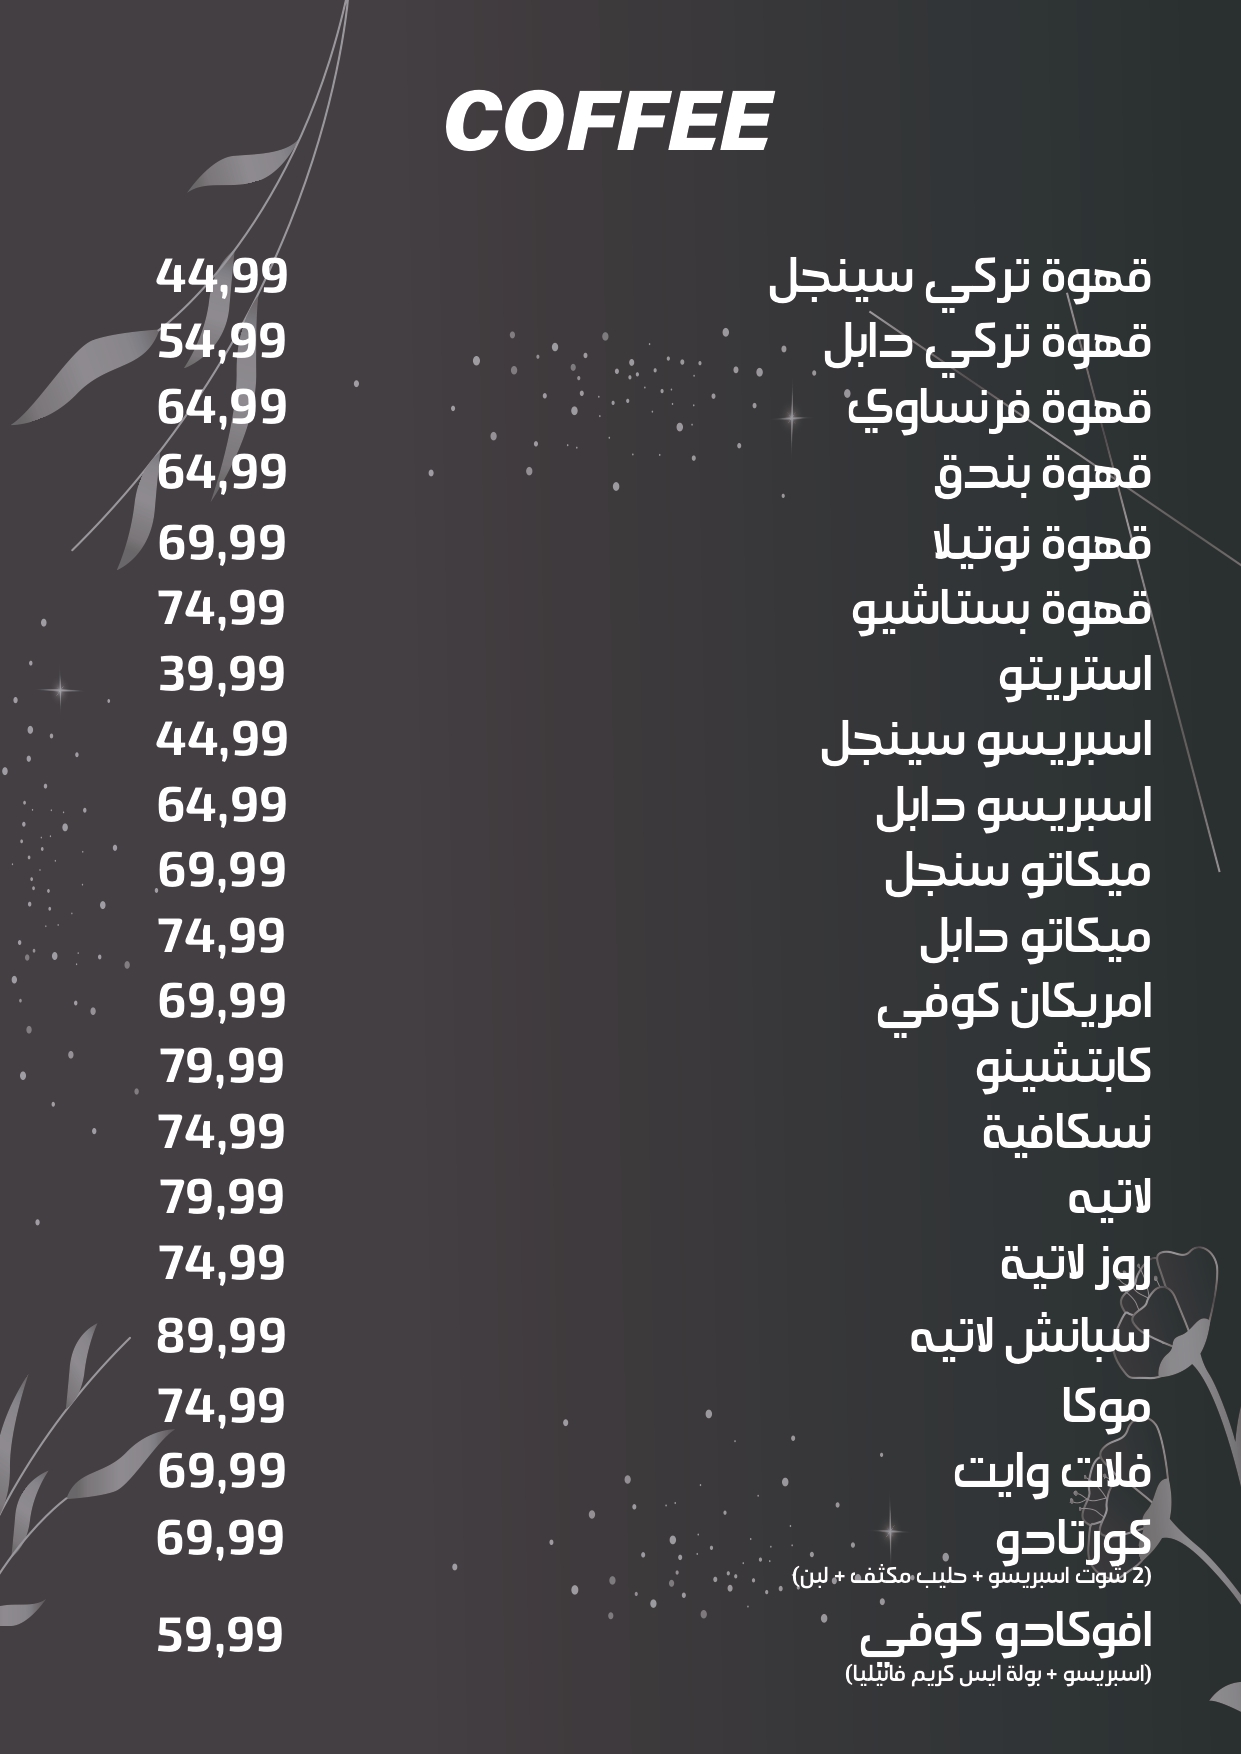 COFFEE
قهوة تركي سينجل 44,99
قهوة تركي دابل 54,99
قهوة فرنساوي 64,99
قهوة بندق 64,99
قهوة نوتيلا 69,99
قهوة بستاشيو 74,99
استريتو 39,99
اسبريسو سينجل 44,99
اسبريسو دابل 64,99
ميكاتو سنجل 69,99
ميكاتو دابل 74,99
امريكان كوفي 69,99
كابتشينو 79,99
نسكافية 74,99
لاتيه 79,99
روز لاتية 74,99
سبانش لاتيه 89,99
موكا 74,99
فلات وايت 69,99
كورتادو 69,99
(2 شوت اسبريسو + حليب مكثف + لبن)
افوكادو كوفي 59,99
(اسبريسو + بولة ايس كريم فانيليا)